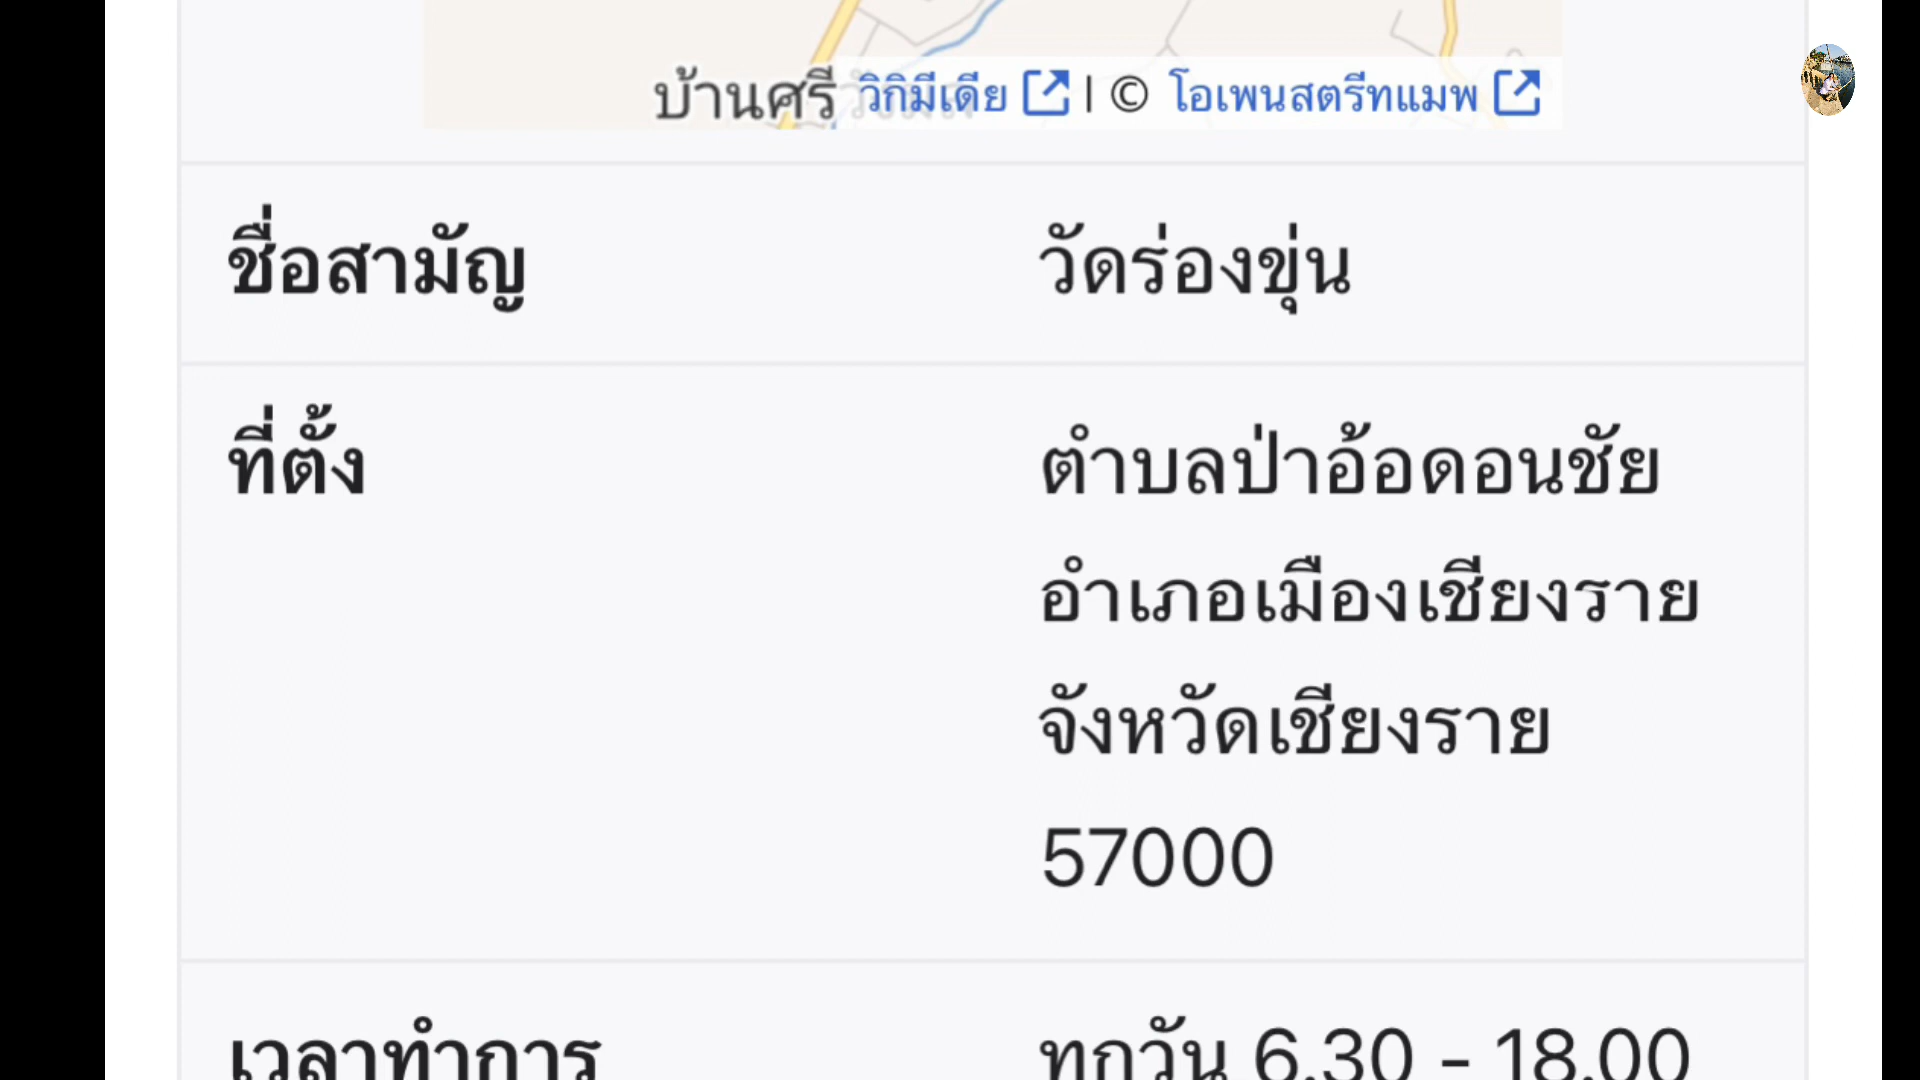 บ้านศรี วิกิมีเดีย | © โอเพนสตรีทแมพ
ชื่อสามัญ วัดร่องขุ่น
ที่ตั้ง ตำบลป่าอ้อดอนชัย
อำเภอเมืองเชียงราย
จังหวัดเชียงราย
57000
เวลาทำการ ทุกวัน 6.30 - 18.00